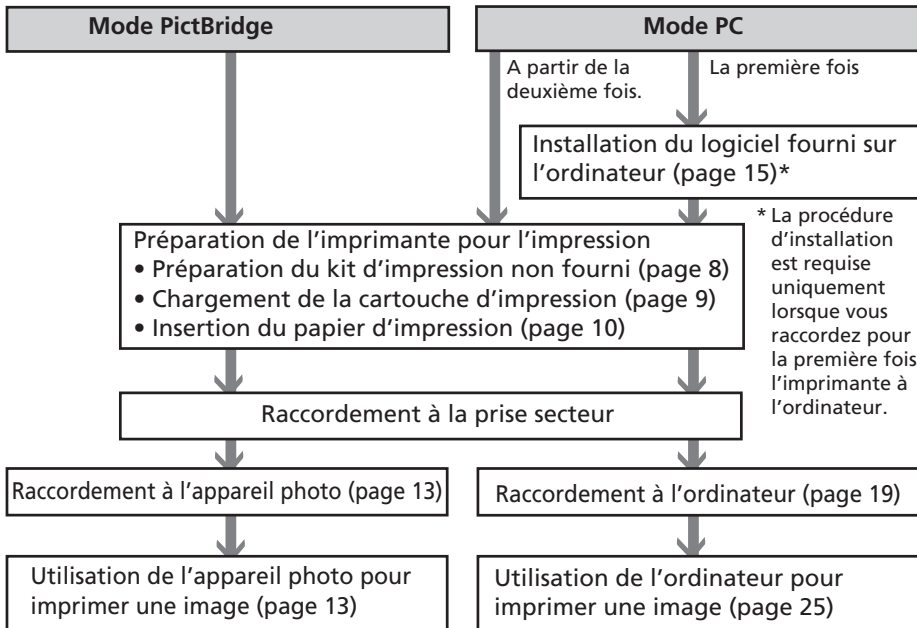 Mode PictBridge
Mode PC
A partir de la
deuxième fois.
La première fois
Installation du logiciel fourni sur
l'ordinateur (page 15)*
* La procédure
d'installation
est requise
uniquement
lorsque vous
raccordez pour
la première fois
l'imprimante à
l'ordinateur.
Préparation de l'imprimante pour l'impression
• Préparation du kit d'impression non fourni (page 8)
• Chargement de la cartouche d'impression (page 9)
• Insertion du papier d'impression (page 10)
Raccordement à la prise secteur
Raccordement à l'appareil photo (page 13)
Raccordement à l'ordinateur (page 19)
Utilisation de l'appareil photo pour
imprimer une image (page 13)
Utilisation de l'ordinateur pour
imprimer une image (page 25)